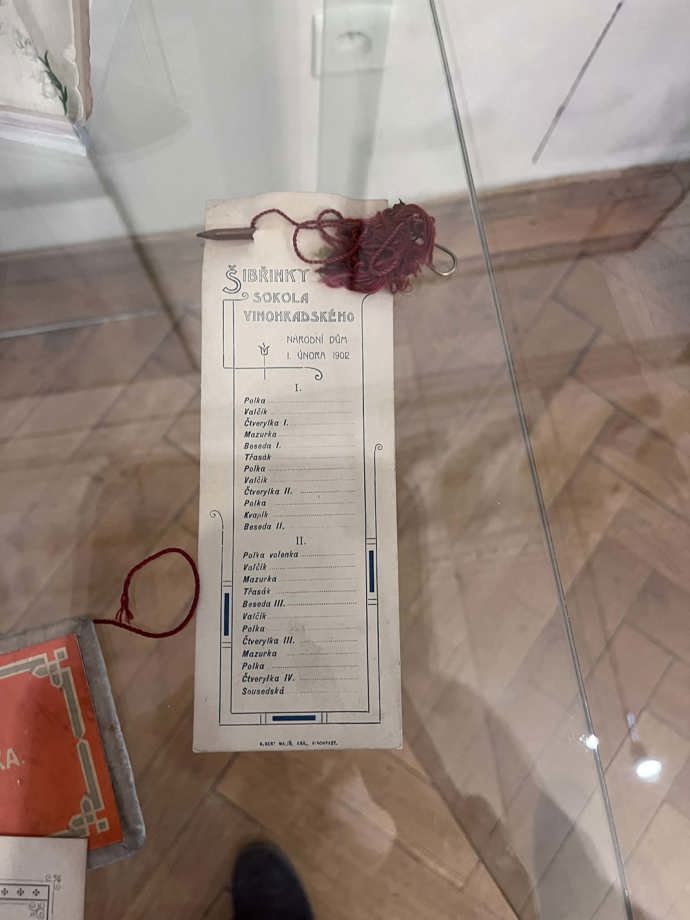 ŠIBŘINKY
SOKOLA
VINOHRADSKÉHO
NÁRODNÍ DŮM
1. ÚNORA 1902
I.
Polka
Valčík
Čtverylka I.
Mazurka
Beseda I.
Třasák
Polka
Valčík
Čtverylka II.
Polka
Kvapík
Beseda II.
II.
Polka volenka
Valčík
Mazurka
Třasák
Beseda III.
Valčík
Polka
Čtverylka III.
Mazurka
Polka
Čtverylka IV.
Sousedská
KA.